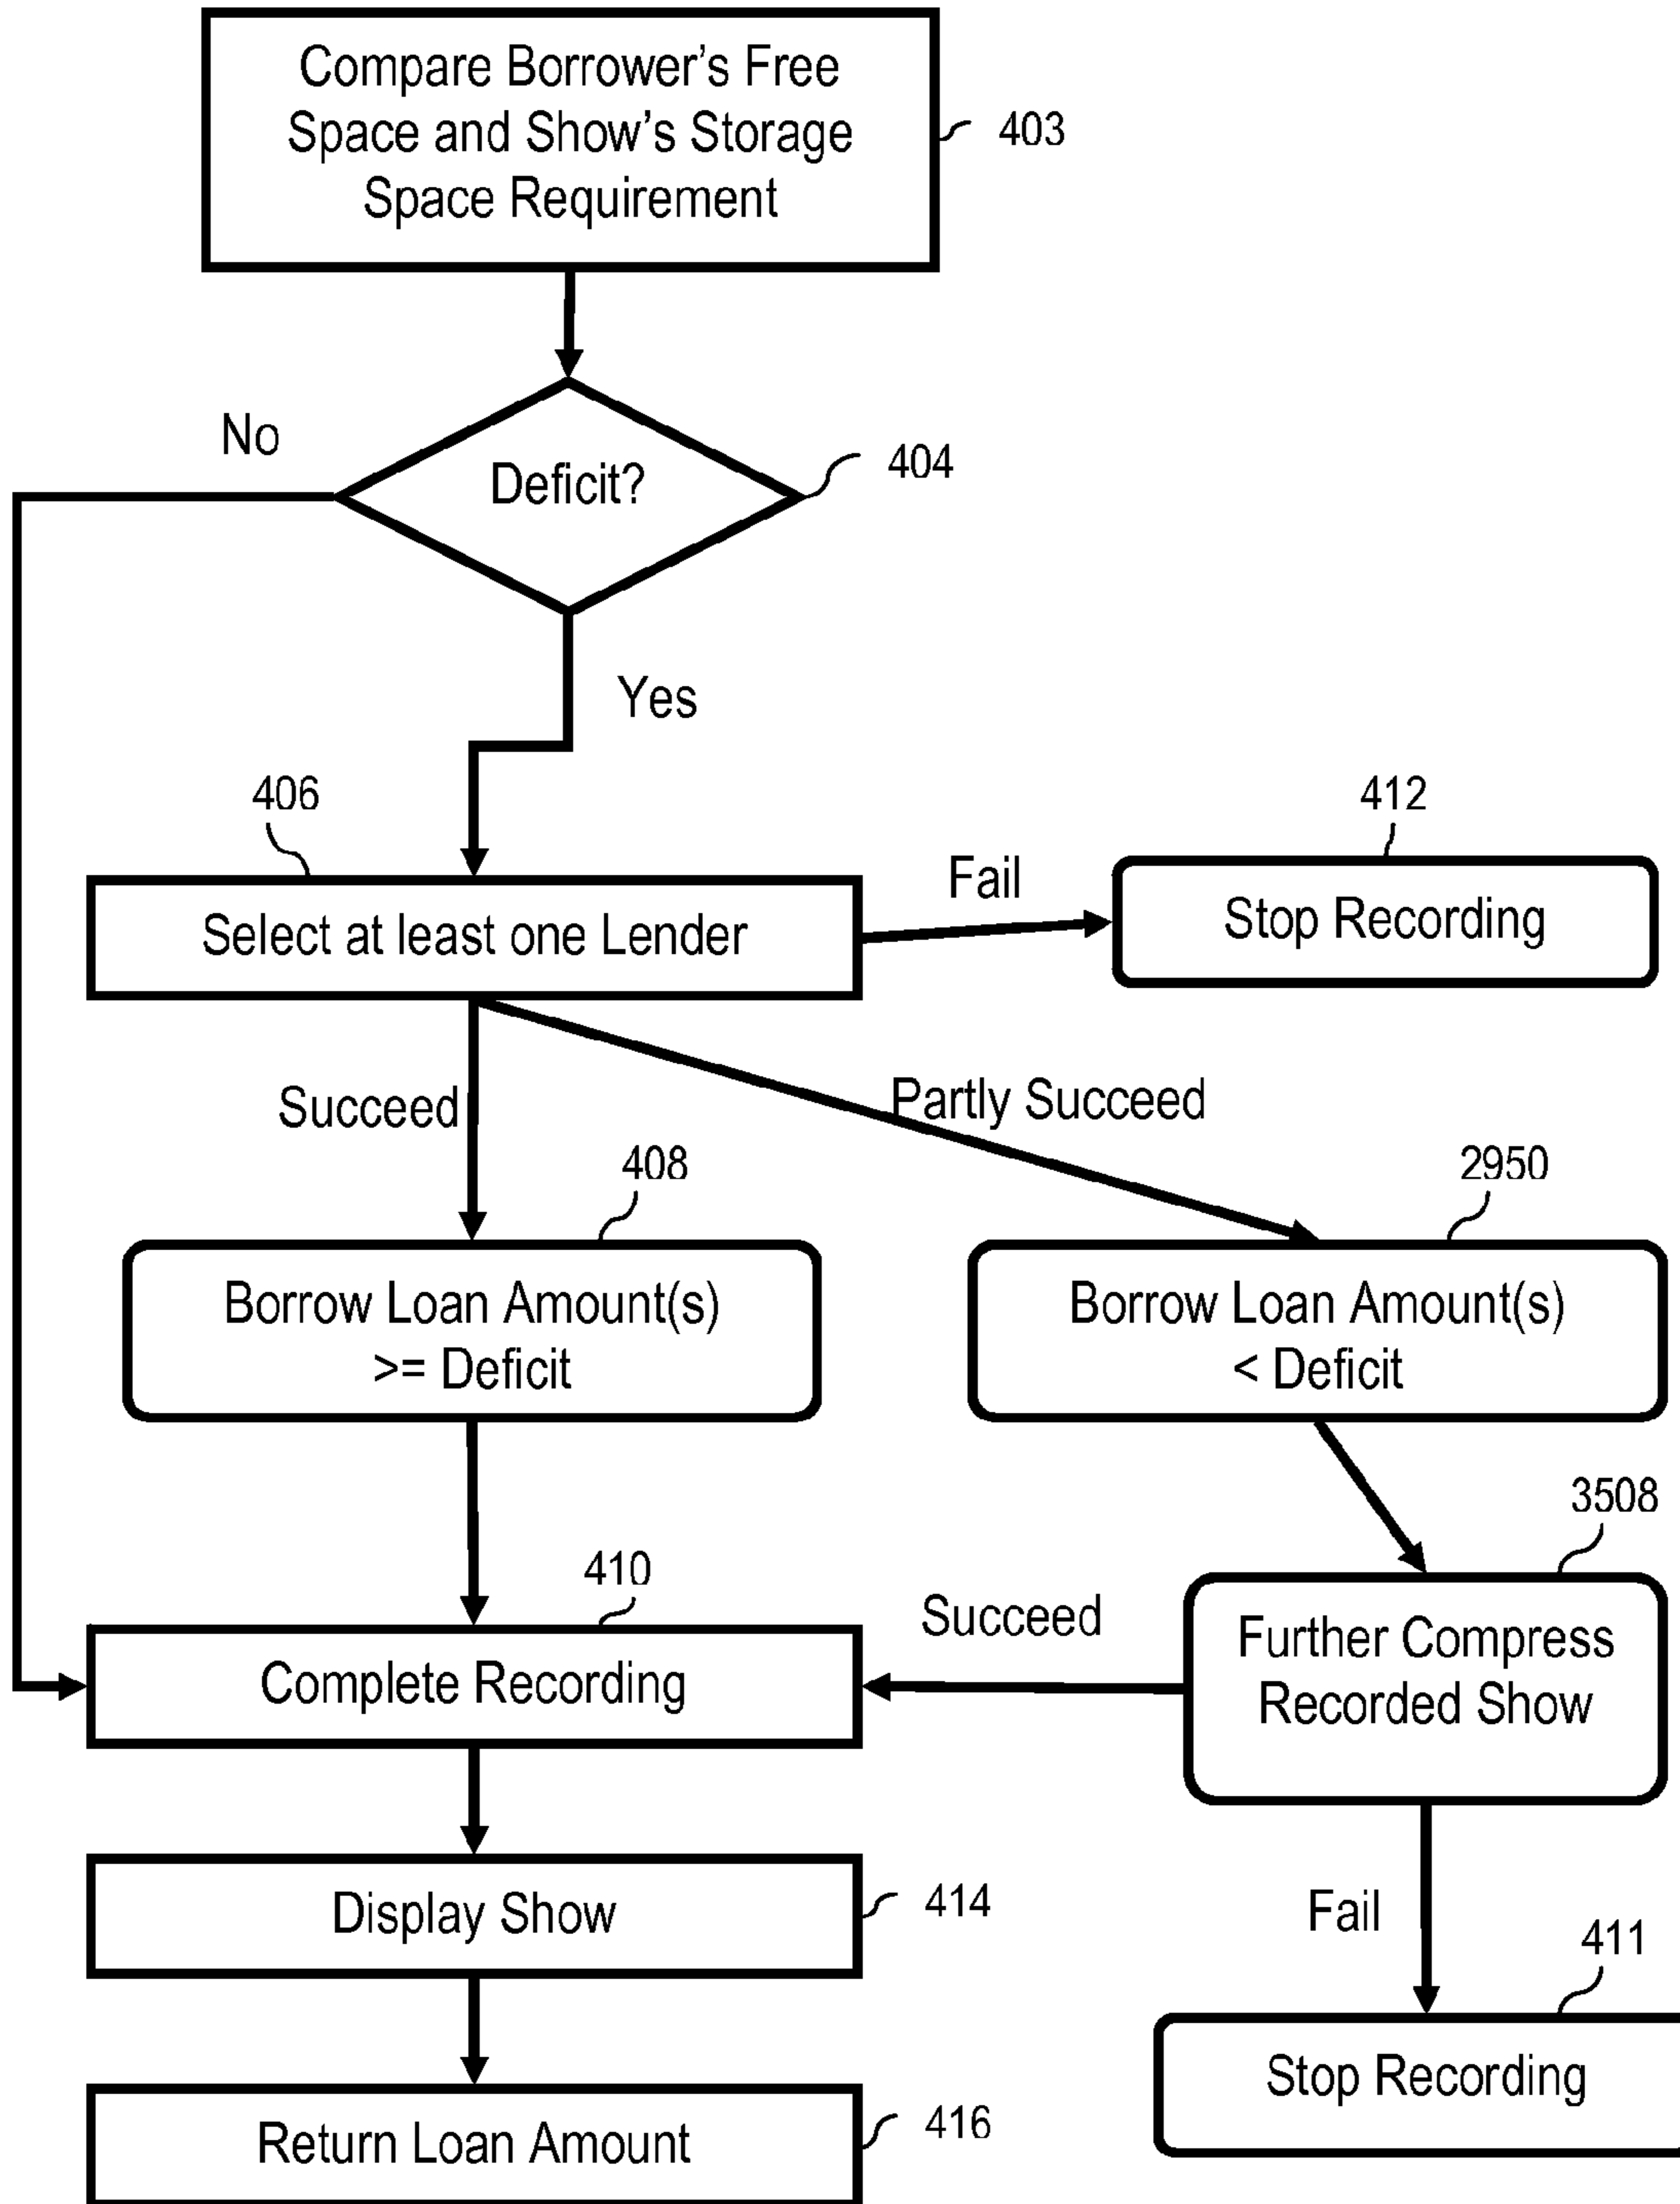 Compare Borrower's Free
Space and Show's Storage
Space Requirement
403
No
Deficit?
404
Yes
406
412
Fail
Select at least one Lender
Stop Recording
Succeed
Partly Succeed
408
2950
Borrow Loan Amount(s)
>= Deficit
Borrow Loan Amount(s)
< Deficit
3508
410
Succeed
Further Compress
Recorded Show
Complete Recording
Display Show
414
Fail
411
Stop Recording
Return Loan Amount
416